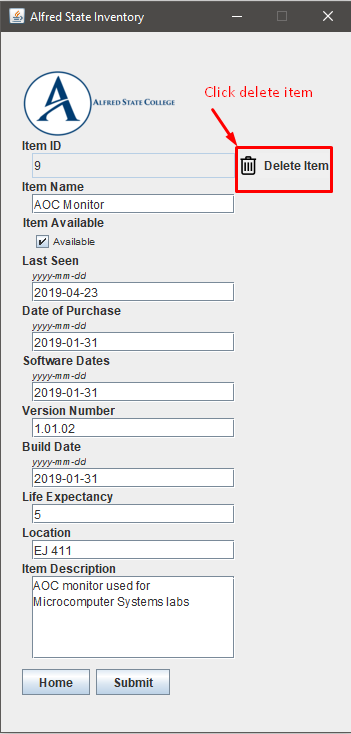 Alfred State Inventory
Click delete item
A ALFRED STATE COLLEGE
Item ID
9
Delete Item
Item Name
AOC Monitor
Item Available
Available
Last Seen
yyyy-mm-dd
2019-04-23
Date of Purchase
yyyy-mm-dd
2019-01-31
Software Dates
yyyy-mm-dd
2019-01-31
Version Number
1.01.02
Build Date
yyyy-mm-dd
2019-01-31
Life Expectancy
5
Location
EJ 411
Item Description
AOC monitor used for
Microcomputer Systems labs
Home Submit